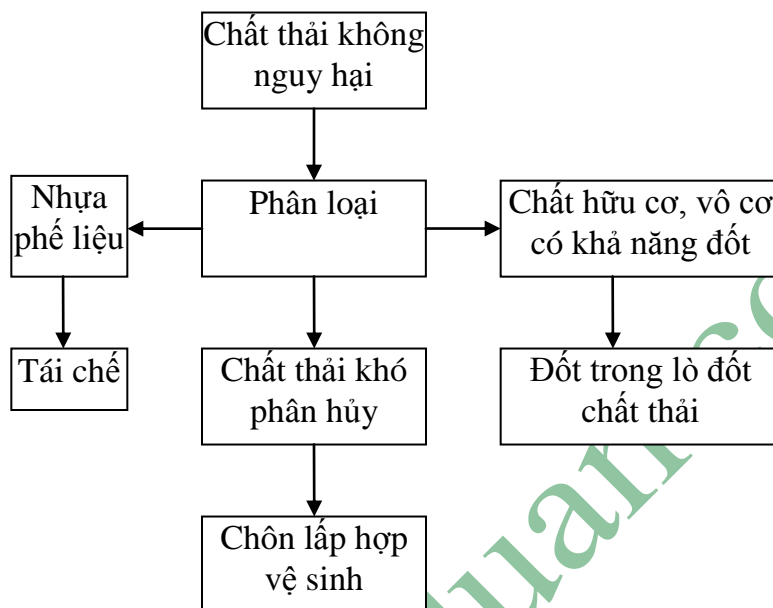 Chất thải không
nguy hại
Nhựa
phế liệu
Phân loại
Chất hữu cơ, vô cơ
có khả năng đốt
Tái chế
Chất thải khó
phân hủy
Đốt trong lò đốt
chất thải
Chôn lấp hợp
vệ sinh